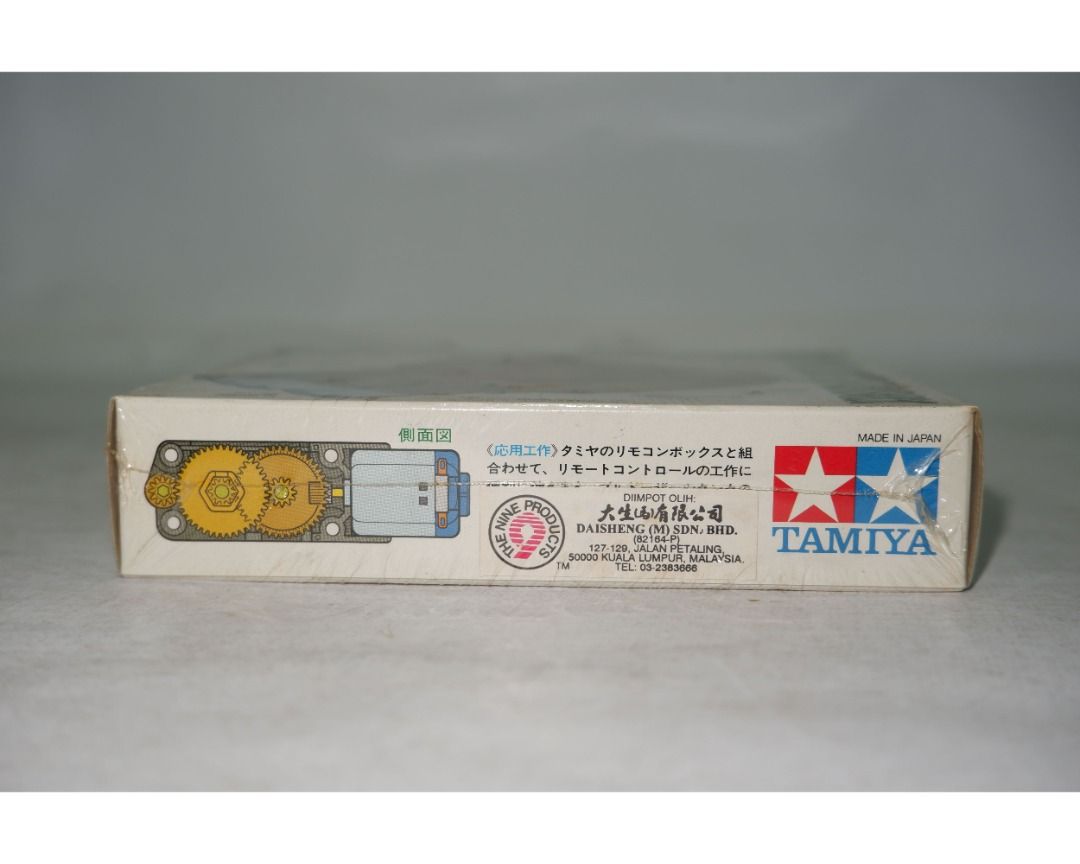 側面図
《応用工作》タミヤのリモコンボックスと組
合わせて、リモートコントロールの工作に
THE NINE PRODUCTS
9
TM
DIIMPOT OLIH:
大生
有限公司
DAISHENG (M) SDN. BHD.
(82164-P)
127-129, JALAN PETALING,
50000 KUALA LUMPUR, MALAYSIA.
TEL: 03-2383666
MADE IN JAPAN
TAMIYA